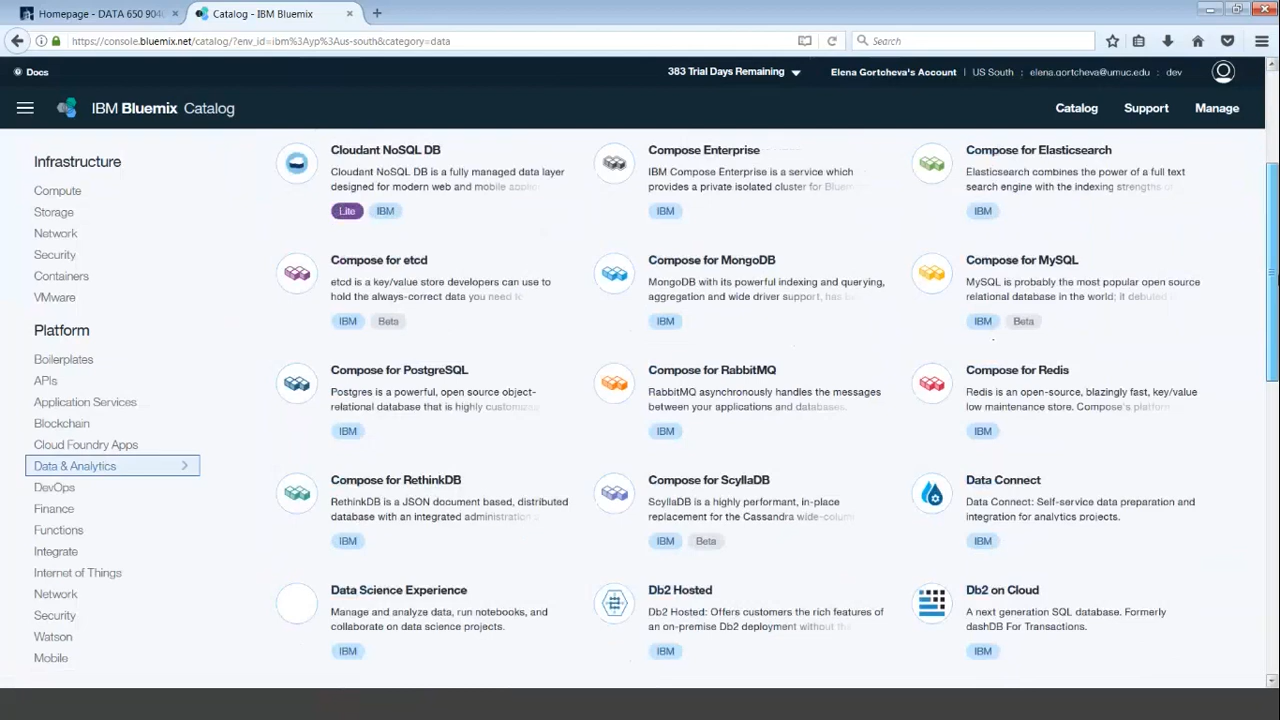 Homepage - DATA 650 904
Catalog - IBM Bluemix
https://console.bluemix.net/catalog/?env_id=ibm%3Ayp%3Aus-south&category=data
Search
Docs
383 Trial Days Remaining
Elena Gortcheva's Account | US South : elena.gortcheva@umuc.edu : dev
IBM Bluemix Catalog
Catalog
Support
Manage
Infrastructure
Compute
Storage
Network
Security
Containers
VMware
Platform
Boilerplates
APIs
Application Services
Blockchain
Cloud Foundry Apps
Data & Analytics
DevOps
Finance
Functions
Integrate
Internet of Things
Network
Security
Watson
Mobile
Cloudant NoSQL DB
Cloudant NoSQL DB is a fully managed data layer
designed for modern web and mobile
Lite
IBM
Compose Enterprise
IBM Compose Enterprise is a service which
provides a private isolated cluster for
IBM
Compose for Elasticsearch
Elasticsearch combines the power of a full text
search engine with the indexing strengths of
IBM
Compose for etcd
etcd is a key/value store developers can use to
hold the always-correct data you need to
IBM
Beta
Compose for MongoDB
MongoDB with its powerful indexing and querying,
aggregation and wide driver support, has
IBM
Compose for MySQL
MySQL is probably the most popular open source
relational database in the world; it debuted
IBM
Beta
Compose for PostgreSQL
Postgres is a powerful, open source object-
relational database that is highly
IBM
Compose for RabbitMQ
RabbitMQ asynchronously handles the messages
between your applications and databases.
IBM
Compose for Redis
Redis is an open-source, blazingly fast, key/value
low maintenance store. Compose's platform
IBM
Compose for RethinkDB
RethinkDB is a JSON document based, distributed
database with an integrated administration
IBM
Compose for ScyllaDB
ScyllaDB is a highly performant, in-place
replacement for the Cassandra wide-column
IBM
Beta
Data Connect
Data Connect: Self-service data preparation and
integration for analytics projects.
IBM
Data Science Experience
Manage and analyze data, run notebooks, and
collaborate on data science projects.
IBM
Db2 Hosted
Db2 Hosted: Offers customers the rich features of
an on-premise Db2 deployment without the
IBM
Db2 on Cloud
A next generation SQL database. Formerly
dashDB For Transactions.
IBM